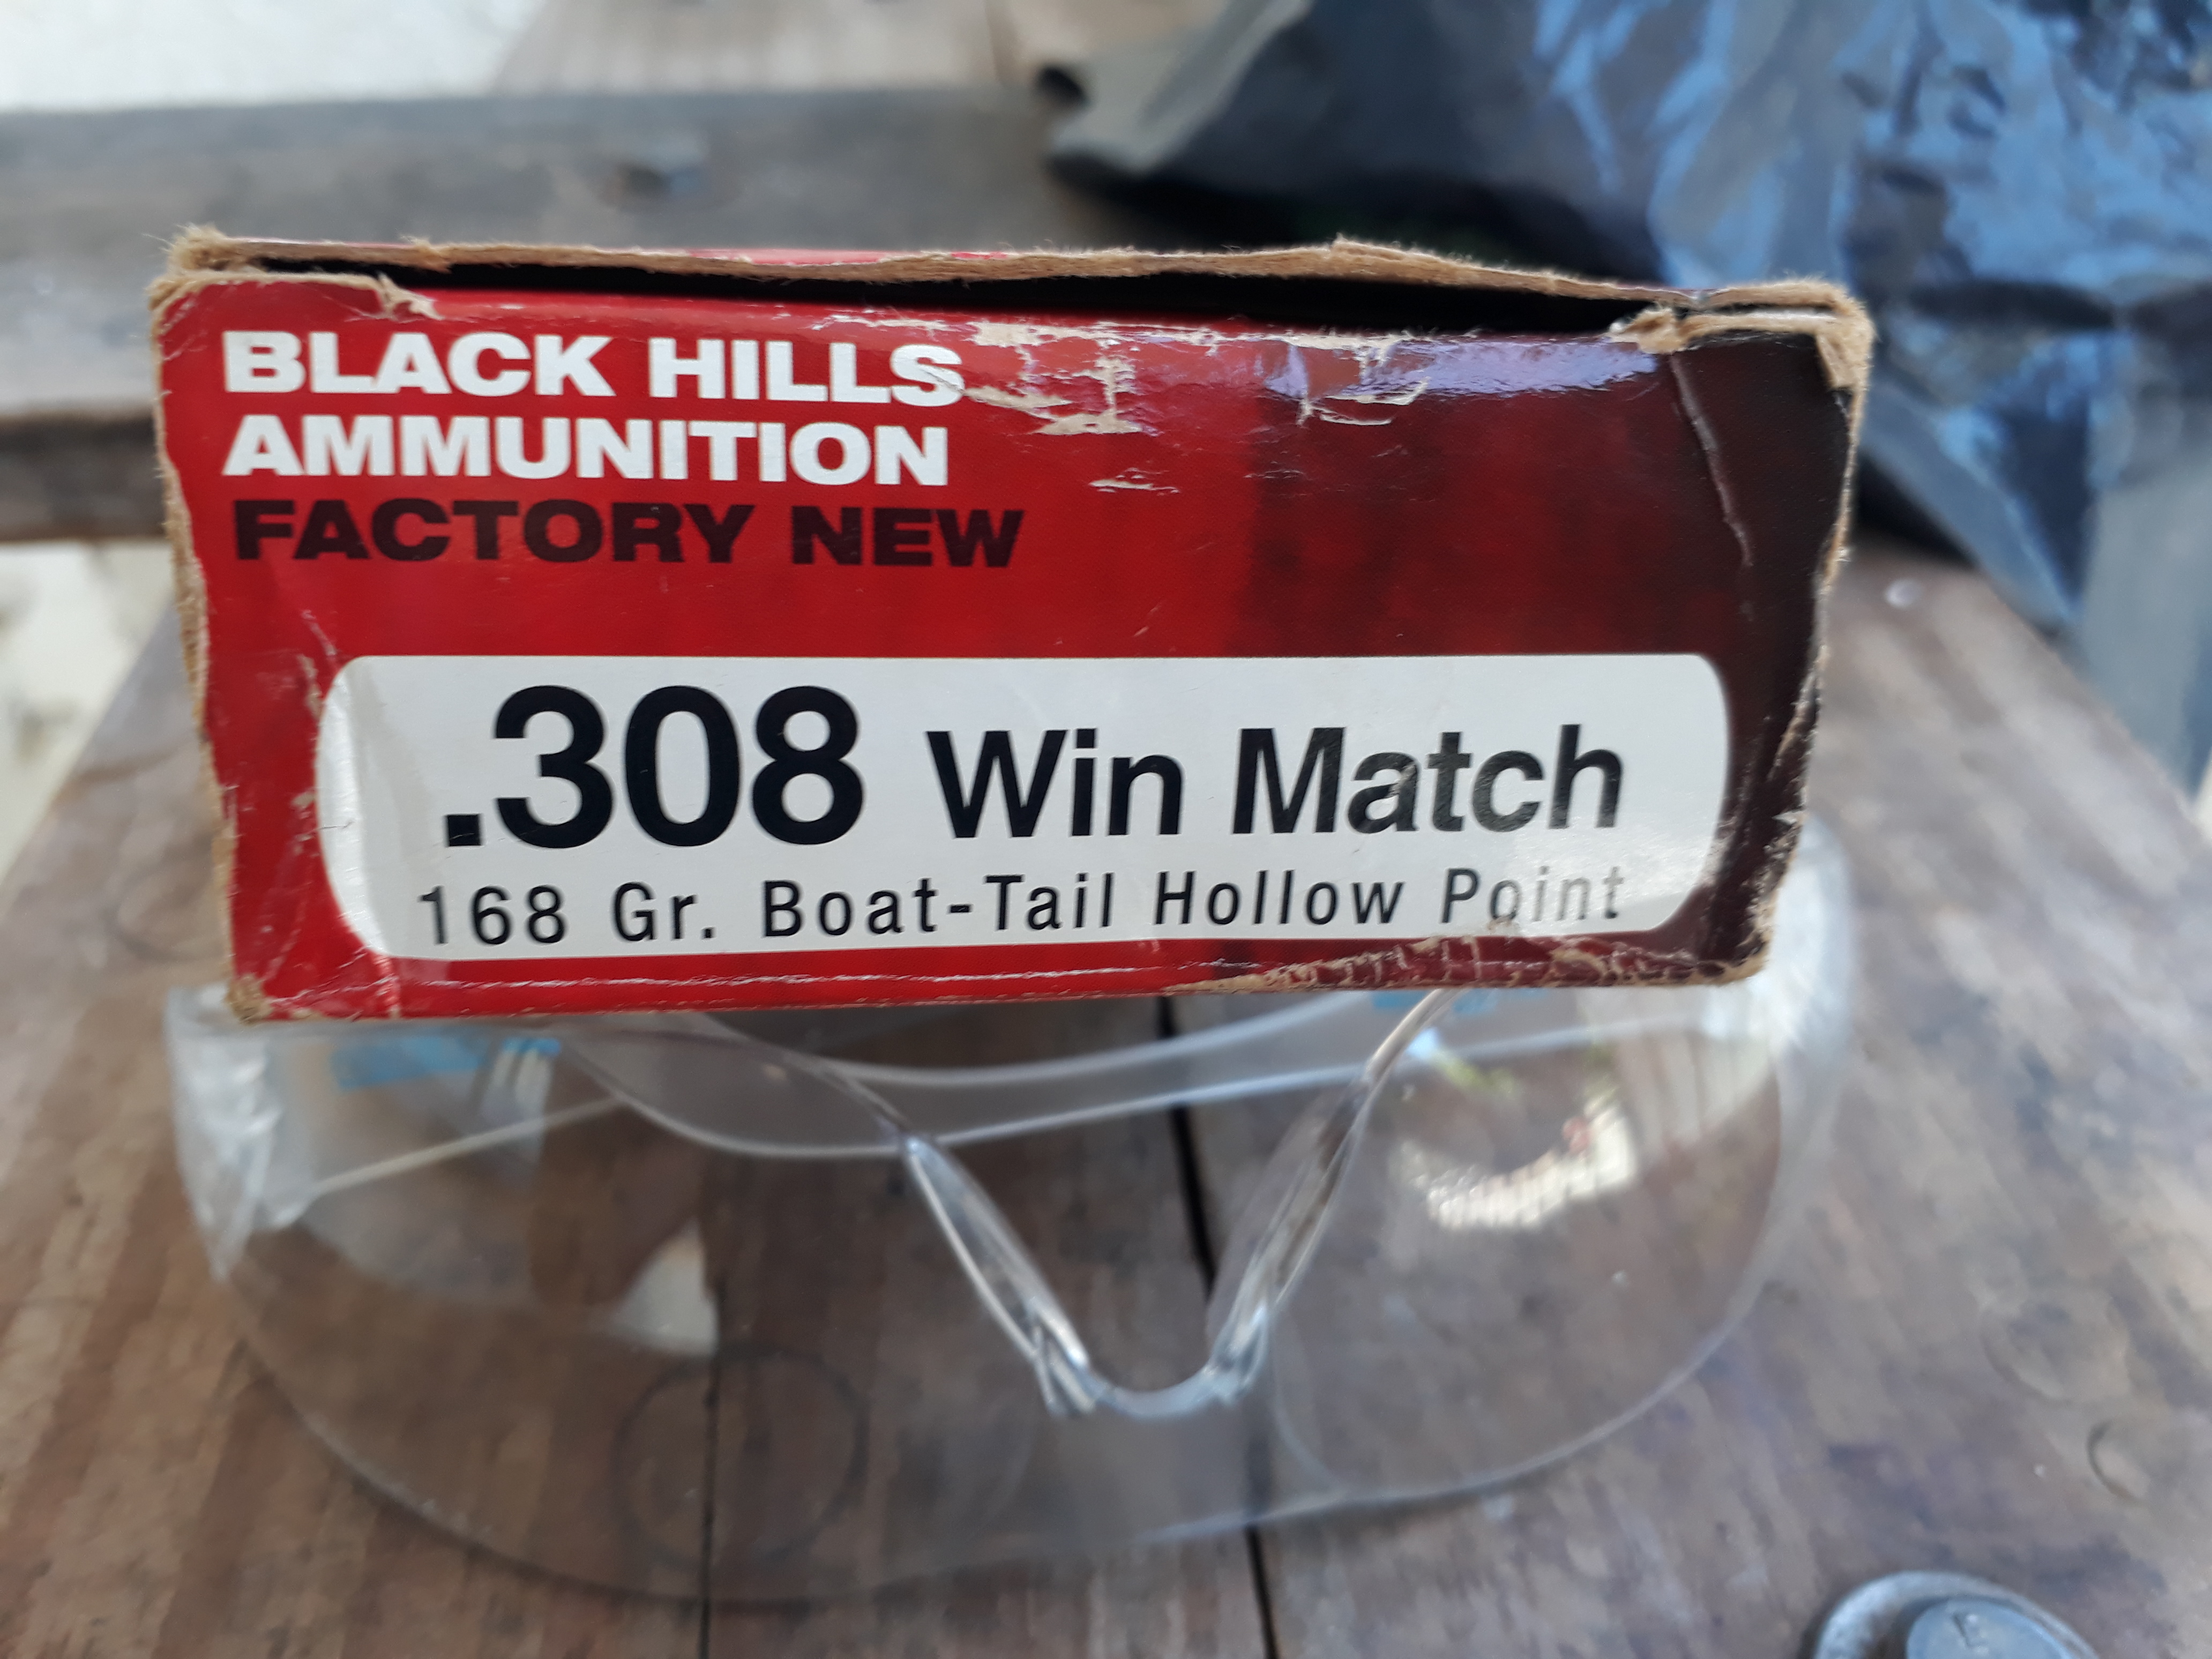 BLACK HILLS
AMMUNITION
FACTORY NEW
.308 Win Match
168 Gr. Boat-Tail Hollow Point